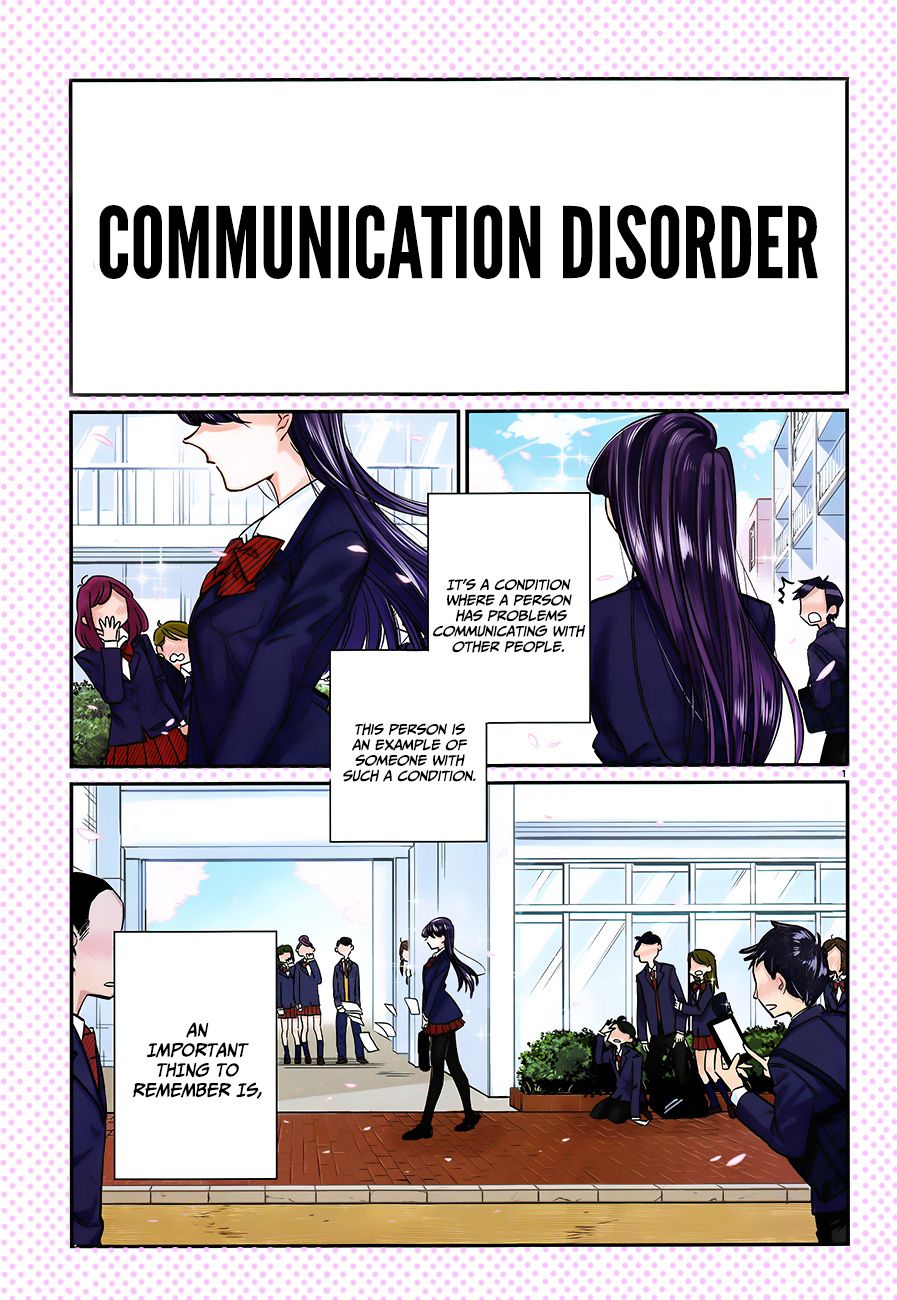 COMMUNICATION DISORDER
IT'S A CONDITION
WHERE A PERSON
HAS PROBLEMS
COMMUNICATING WITH
OTHER PEOPLE.
THIS PERSON IS
AN EXAMPLE OF
SOMEONE WITH
SUCH A CONDITION.
1
AN
IMPORTANT
THING TO
REMEMBER IS,